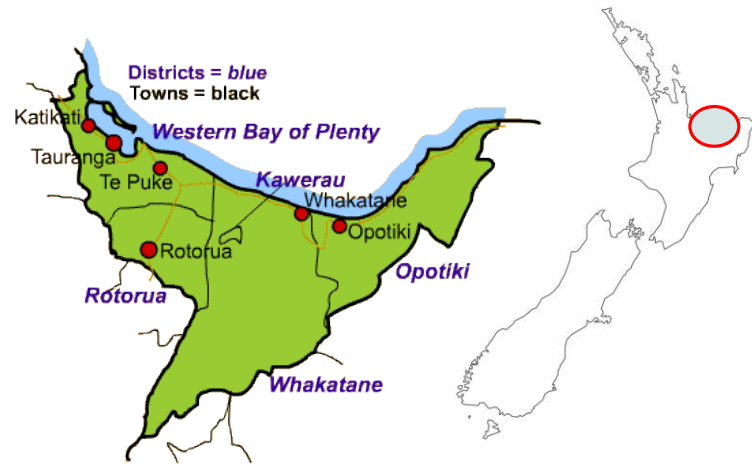 Districts = blue
Towns = black
Katikati
Western Bay of Plenty
Tauranga
Te Puke
Kawerau
Whakatane
Opotiki
Rotorua
Opotiki
Rotorua
Whakatane